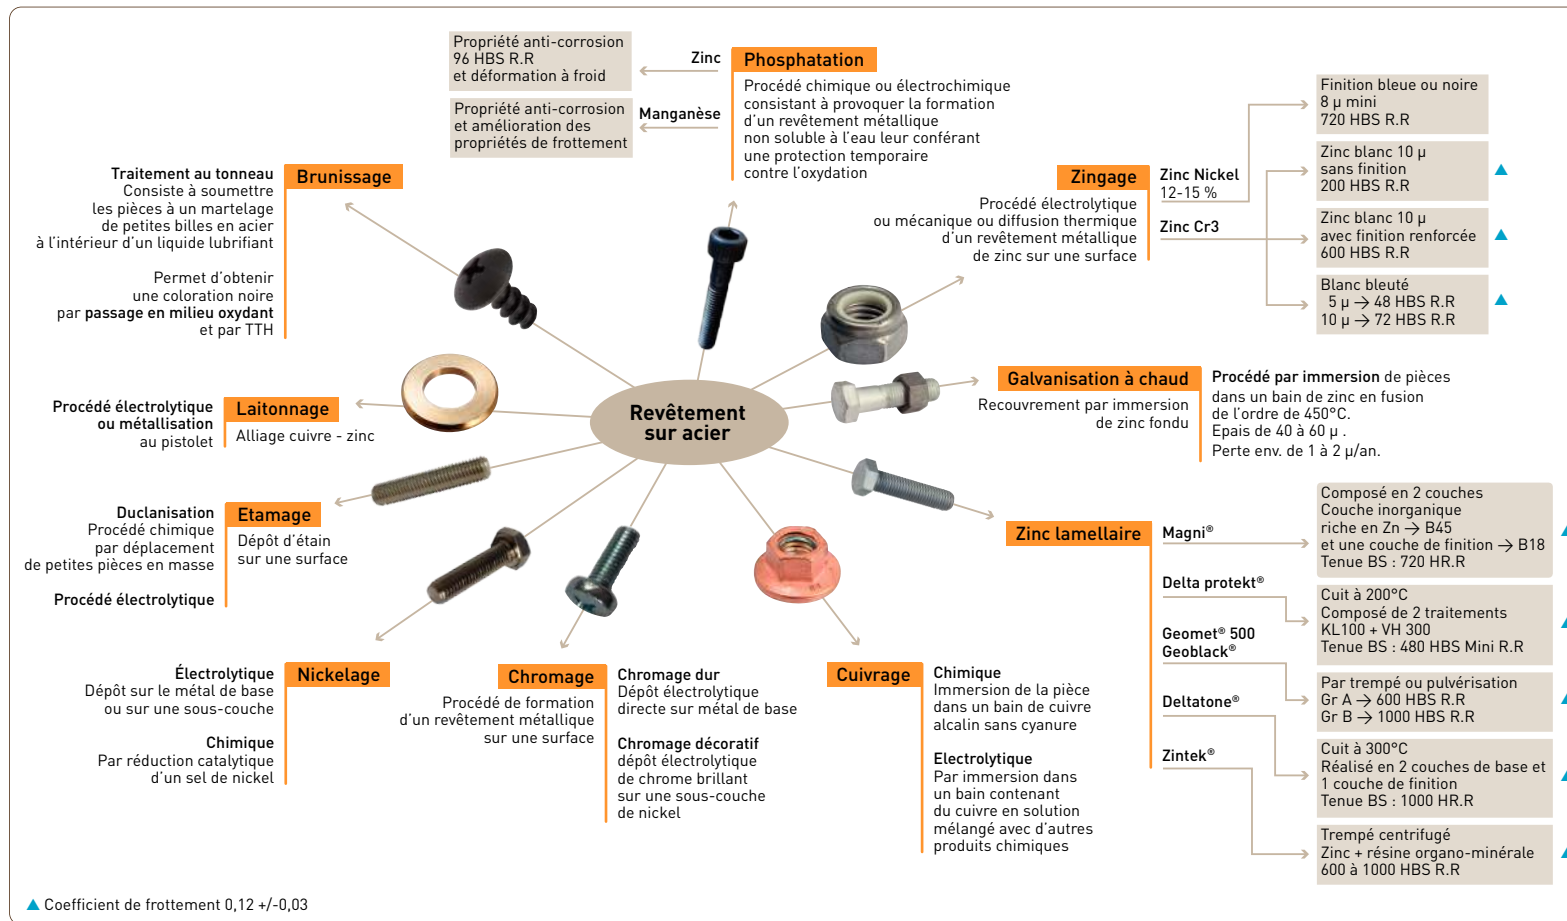 Propriété anti-corrosion
96 HBS R.R
et déformation à froid
Zinc
Phosphatation
Propriété anti-corrosion
et amélioration des
propriétés de frottement
Manganèse
Procédé chimique ou électrochimique
consistant à provoquer la formation
d'un revêtement métallique
non soluble à l'eau leur conférant
une protection temporaire
contre l'oxydation
Traitement au tonneau
Consiste à soumettre
les pièces à un martelage
de petites billes en acier
à l'intérieur d'un liquide lubrifiant
Permet d'obtenir
une coloration noire
par passage en milieu oxydant
et par TTH
Brunissage
Zingage
Procédé électrolytique
ou mécanique ou diffusion thermique
d'un revêtement métallique
de zinc sur une surface
Zinc Nickel
12-15 %
Zinc Cr3
Finition bleue ou noire
8 µ mini
720 HBS R.R
Zinc blanc 10 µ
sans finition
200 HBS R.R
▲
Zinc blanc 10 µ
avec finition renforcée
600 HBS R.R
▲
Blanc bleuté
5 µ → 48 HBS R.R
10 µ → 72 HBS R.R
▲
Procédé électrolytique
ou métallisation
au pistolet
Laitonnage
Alliage cuivre - zinc
Revêtement
sur acier
Galvanisation à chaud
Recouvrement par immersion
de zinc fondu
Procédé par immersion de pièces
dans un bain de zinc en fusion
de l'ordre de 450°C.
Epais de 40 à 60 µ .
Perte env. de 1 à 2 µ/an.
Duclanisation
Procédé chimique
par déplacement
de petites pièces en masse
Procédé électrolytique
Etamage
Dépôt d'étain
sur une surface
Zinc lamellaire
Magni®
Delta protekt®
Geomet® 500
Geoblack®
Deltatone®
Zintek®
Composé en 2 couches
Couche inorganique
riche en Zn → B45
et une couche de finition → B18
Tenue BS : 720 HR.R
▲
Cuit à 200°C
Composé de 2 traitements
KL100 + VH 300
Tenue BS : 480 HBS Mini R.R
▲
Par trempé ou pulvérisation
Gr A → 600 HBS R.R
Gr B → 1000 HBS R.R
▲
Cuit à 300°C
Réalisé en 2 couches de base et
1 couche de finition
Tenue BS : 1000 HR.R
▲
Trempé centrifugé
Zinc + résine organo-minérale
600 à 1000 HBS R.R
▲
Électrolytique
Dépôt sur le métal de base
ou sur une sous-couche
Chimique
Par réduction catalytique
d'un sel de nickel
Nickelage
Chromage
Procédé de formation
d'un revêtement métallique
sur une surface
Chromage dur
Dépôt électrolytique
directe sur métal de base
Chromage décoratif
dépôt électrolytique
de chrome brillant
sur une sous-couche
de nickel
Cuivrage
Chimique
Immersion de la pièce
dans un bain de cuivre
alcalin sans cyanure
Electrolytique
Par immersion dans
un bain contenant
du cuivre en solution
mélangé avec d'autres
produits chimiques
▲ Coefficient de frottement 0,12 +/-0,03